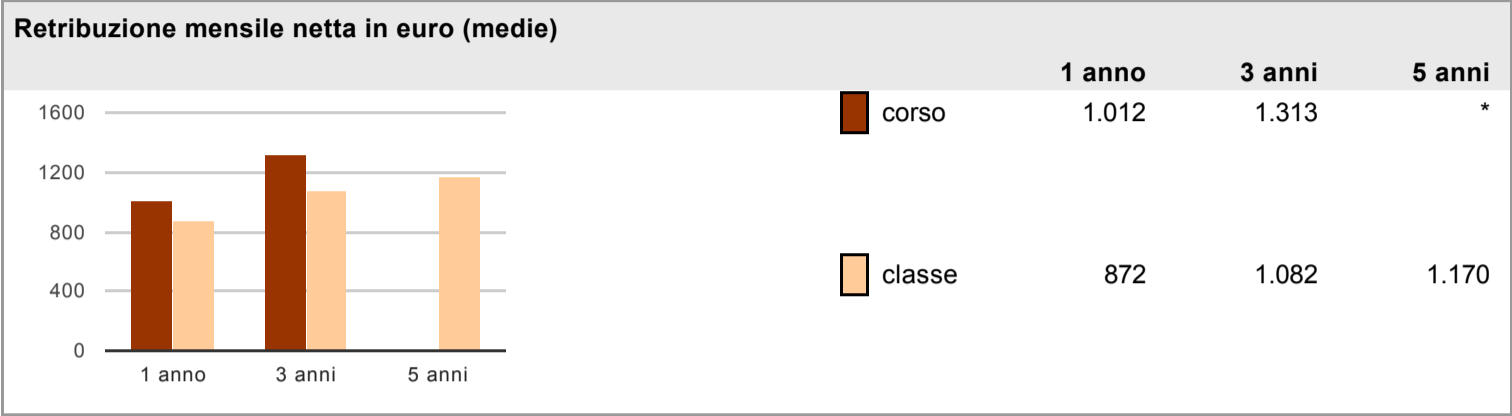 Retribuzione mensile netta in euro (medie)
1 anno 3 anni 5 anni
corso 1.012 1.313 *
classe 872 1.082 1.170
1600
1200
800
400
0
1 anno 3 anni 5 anni